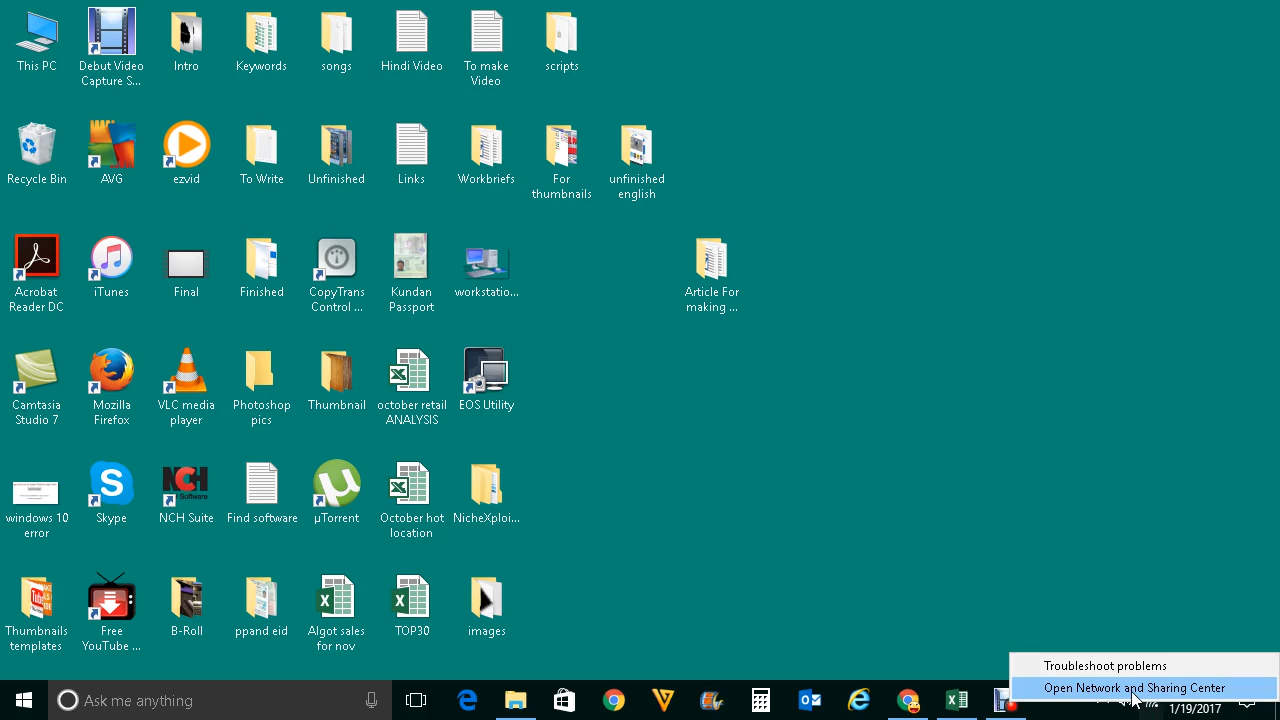 This PC
Debut Video
Capture S...
Intro
Keywords
songs
Hindi Video
To make
Video
scripts
Recycle Bin
AVG
ezvid
To Write
Unfinished
Links
Workbriefs
For
thumbnails
unfinished
english
Acrobat
Reader DC
iTunes
Final
Finished
CopyTrans
Control ...
Kundan
Passport
workstatio...
Article For
making ...
Camtasia
Studio 7
Mozilla
Firefox
VLC media
player
Photoshop
pics
Thumbnail
october retail
ANALYSIS
EOS Utility
windows 10
error
Skype
NCH
Software
NCH Suite
Find software
µTorrent
October hot
location
NicheXploi...
Thumbnails
templates
Free
YouTube ...
B-Roll
ppand eid
Algot sales
for nov
TOP30
images
Troubleshoot problems
Open Network and Sharing Center
Ask me anything
1/19/2017